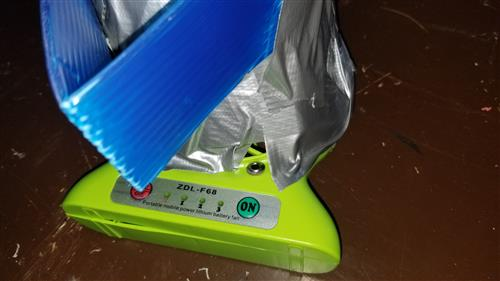 ZDL-F68
1 2 3
ON
Portable mobile power lithium battery fan